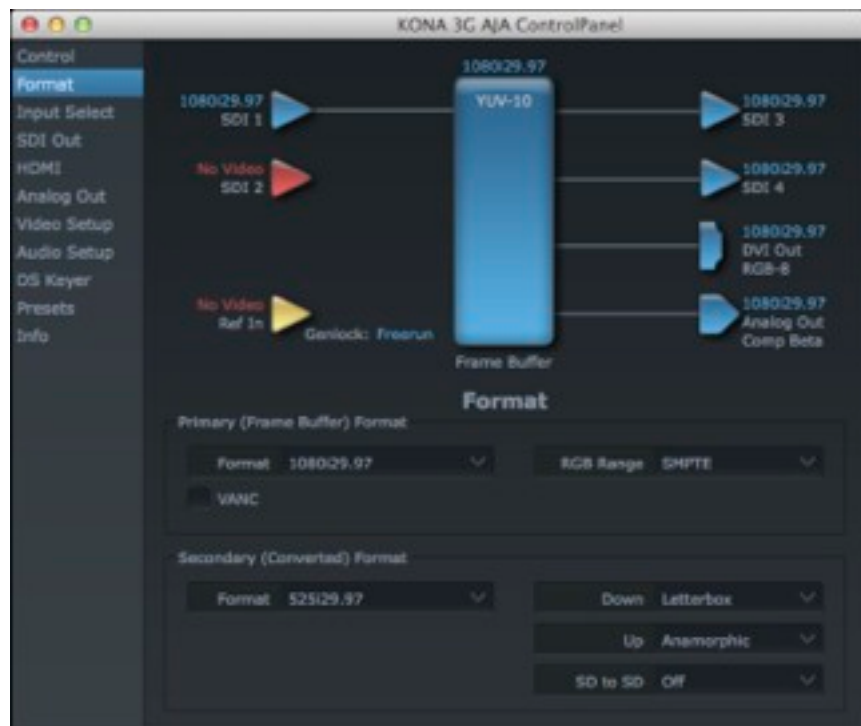 KONA 3G AJA ControlPanel
Control
Format
Input Select
SDI Out
HDMI
Analog Out
Video Setup
Audio Setup
DS Keyer
Presets
Info
1080i29.97
YUV-10
Frame Buffer
1080i29.97
SDI 1
No Video
SDI 2
No Video
Ref In
Genlock: Freerun
1080i29.97
SDI 3
1080i29.97
SDI 4
1080i29.97
DVI Out
RGB-8
1080i29.97
Analog Out
Comp Beta
Format
Primary (Frame Buffer) Format
Format 1080i29.97
RGB Range SMPTE
VANC
Secondary (Converted) Format
Format 525i29.97
Down Letterbox
Up Anamorphic
SD to SD Off